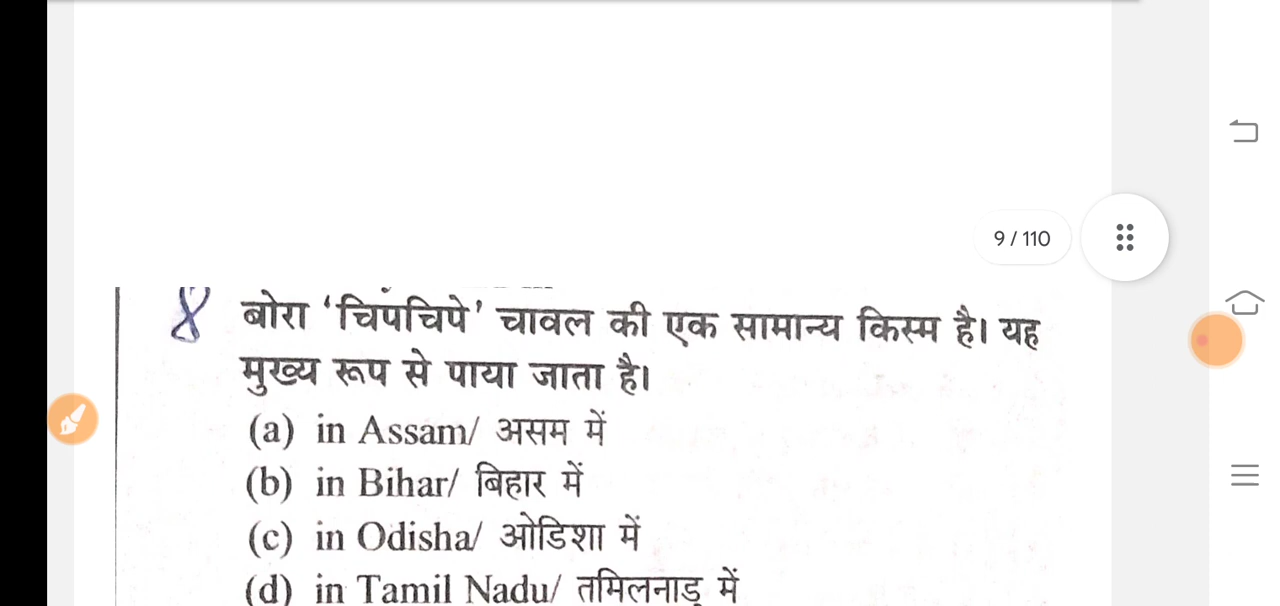 9 / 110
8 बोरा ‘चिपचिपे’ चावल की एक सामान्य किस्म है। यह
मुख्य रूप से पाया जाता है।
(a) in Assam/ असम में
(b) in Bihar/ बिहार में
(c) in Odisha/ ओडिशा में
(d) in Tamil Nadu/ तमिलनाडु में